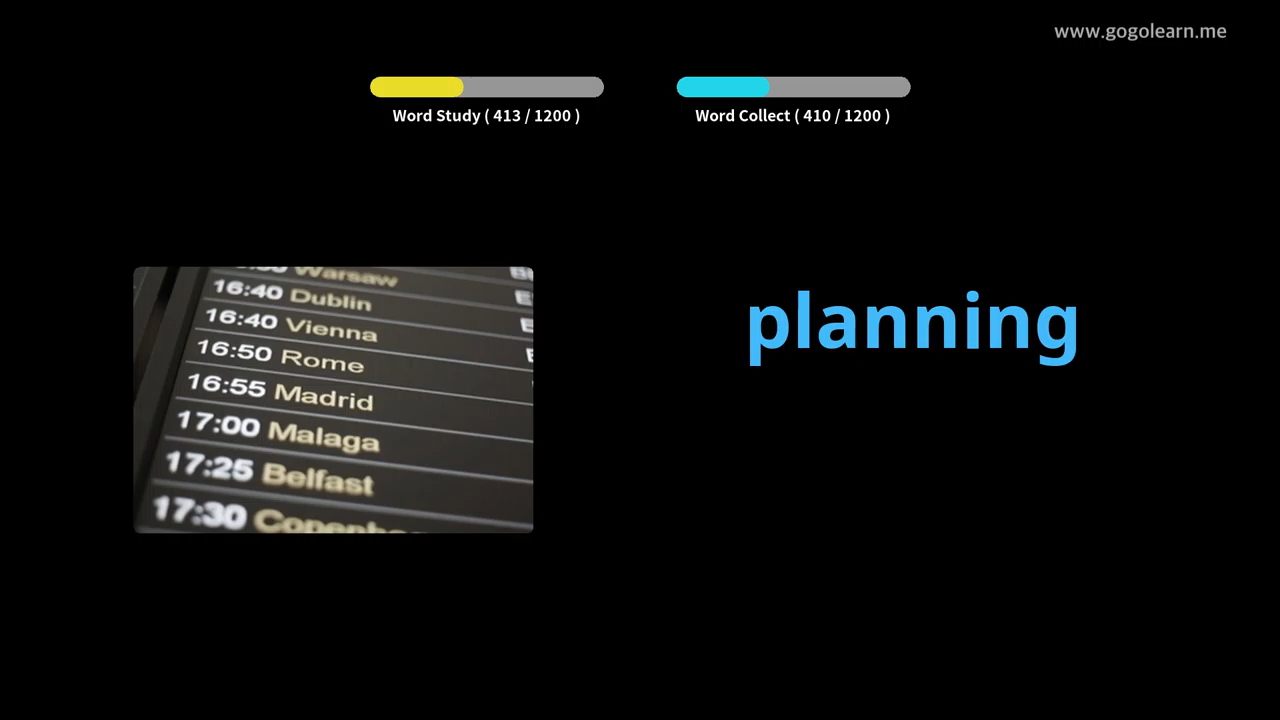 www.gogolearn.me
Word Study ( 413 / 1200 )
Word Collect ( 410 / 1200 )
Warsaw
16:40 Dublin
16:40 Vienna
16:50 Rome
16:55 Madrid
17:00 Malaga
17:25 Belfast
17:30
planning